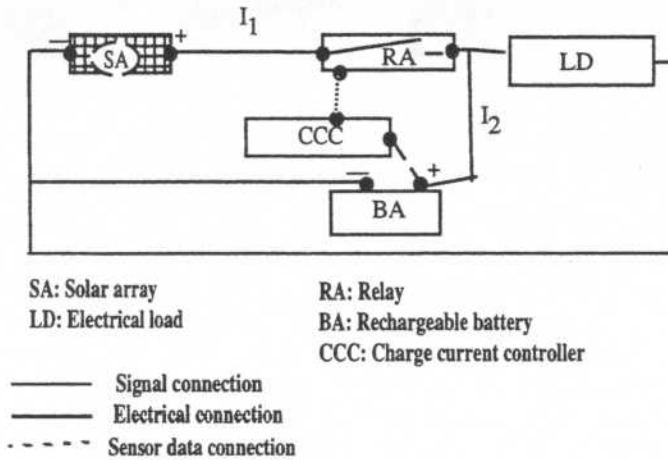 I1
− SA +
RA
LD
CCC
I2
− +
BA
SA: Solar array
RA: Relay
LD: Electrical load
BA: Rechargeable battery
CCC: Charge current controller
Signal connection
Electrical connection
Sensor data connection